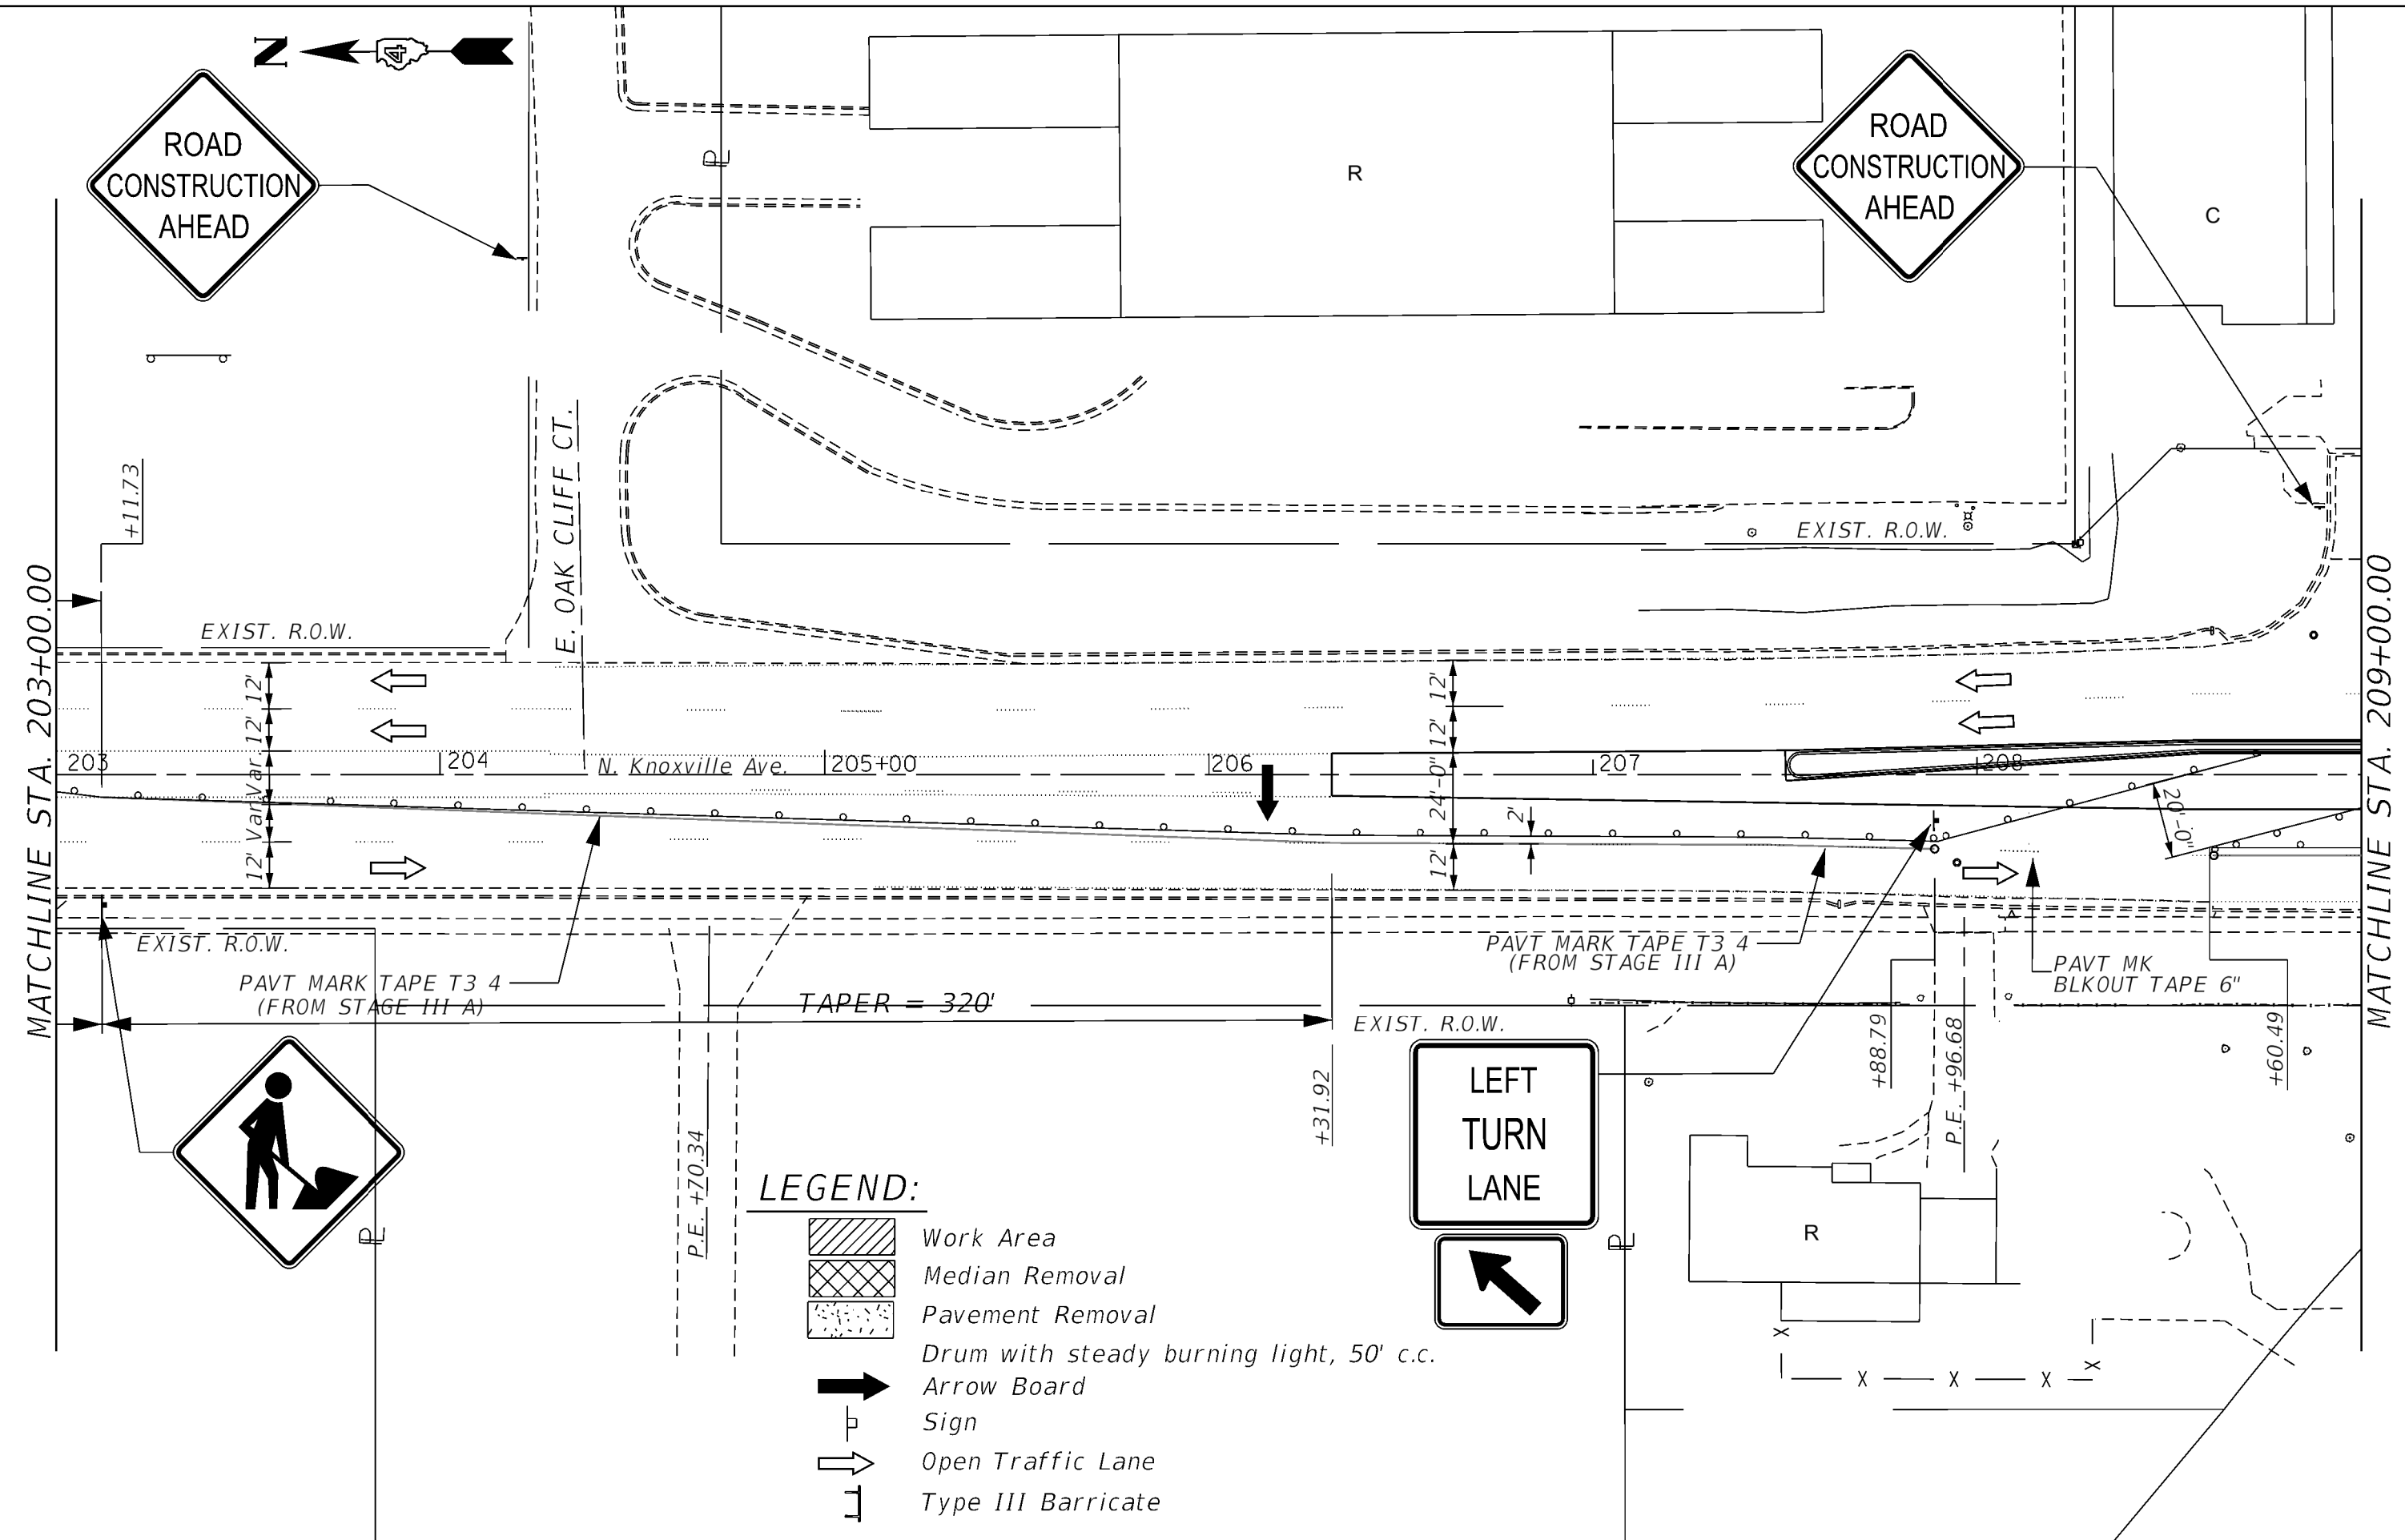 N
4
ROAD
CONSTRUCTION
AHEAD
ROAD
CONSTRUCTION
AHEAD
R
C
PL
+11.73
E. OAK CLIFF CT.
EXIST. R.O.W.
EXIST. R.O.W.
MATCHLINE STA. 203+00.00
MATCHLINE STA. 209+00.00
12'
12'
Var.
Var.
12'
12'
12'
24'-0"
2'
12'
20'-0"
203
204
N. Knoxville Ave.
205+00
206
207
208
EXIST. R.O.W.
PAVT MARK TAPE T3 4
(FROM STAGE III A)
TAPER = 320'
EXIST. R.O.W.
PAVT MARK TAPE T3 4
(FROM STAGE III A)
PAVT MK
BLKOUT TAPE 6"
+88.79
P.E. +96.68
+60.49
+31.92
P.E. +70.34
PL
PL
LEFT
TURN
LANE
R
X
X
X
X
X
LEGEND:
Work Area
Median Removal
Pavement Removal
Drum with steady burning light, 50' c.c.
Arrow Board
Sign
Open Traffic Lane
Type III Barricate